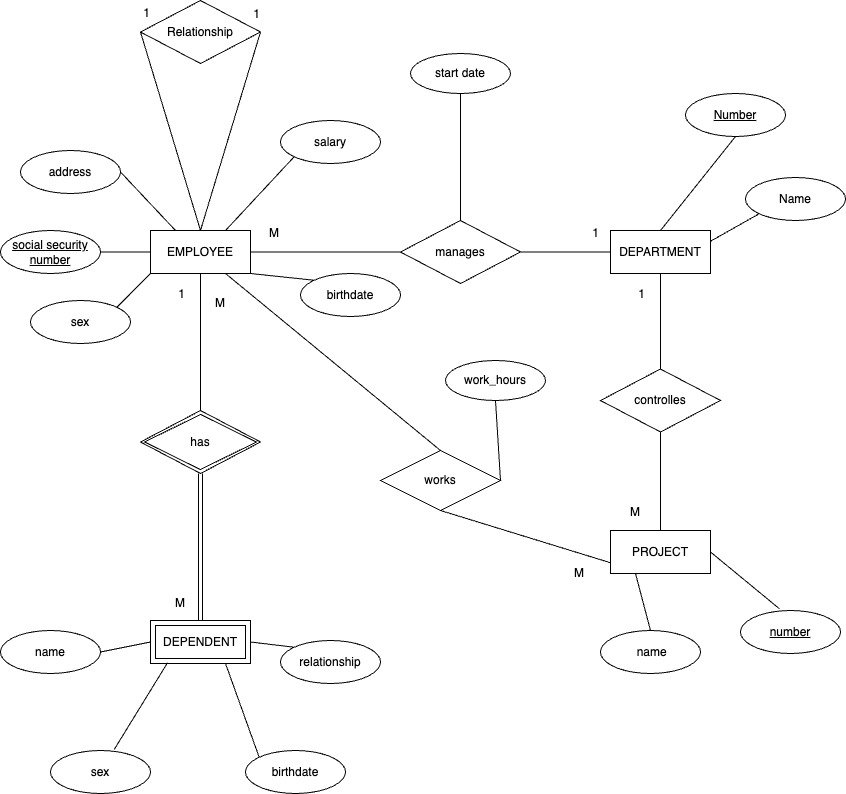 1
1
Relationship
start date
Number
salary
address
Name
M
1
social security
number
EMPLOYEE
manages
DEPARTMENT
1
M
birthdate
1
sex
work_hours
controlles
has
works
M
PROJECT
M
M
DEPENDENT
number
name
relationship
name
sex
birthdate